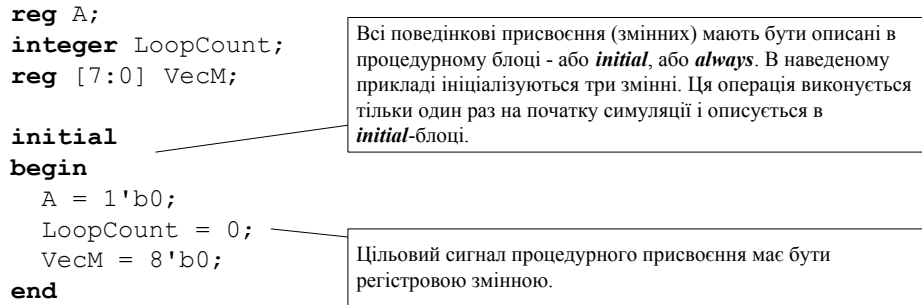 reg A;
integer LoopCount;
reg [7:0] VecM;
initial
begin
A = 1'b0;
LoopCount = 0;
VecM = 8'b0;
end
Всі поведінкові присвоєння (змінних) мають бути описані в
процедурному блоці - або initial, або always. В наведеному
прикладі ініціалізуються три змінні. Ця операція виконується
тільки один раз на початку симуляції і описується в
initial-блоці.
Цільовий сигнал процедурного присвоєння має бути
регістровою змінною.